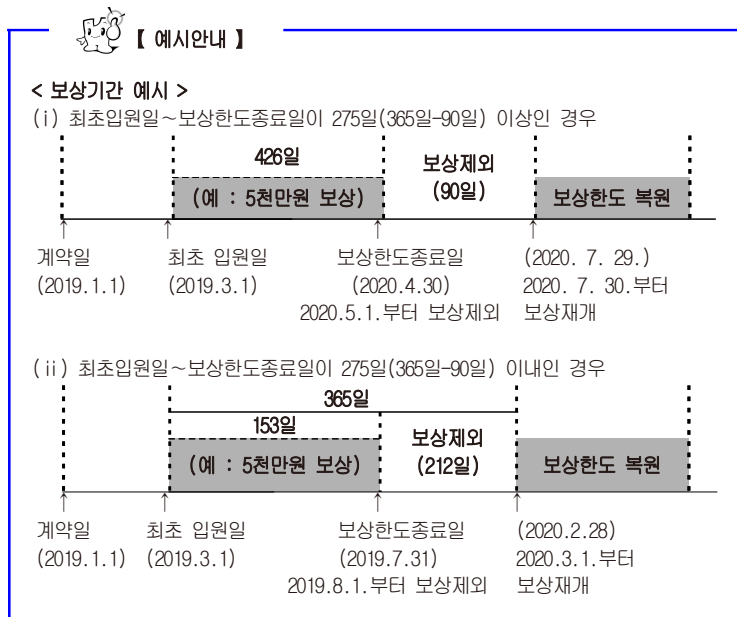 【 예시안내 】
< 보상기간 예시 >
(i) 최초입원일~보상한도종료일이 275일(365일-90일) 이상인 경우
426일
보상제외
(예 : 5천만원 보상)
(90일)
보상한도 복원
계약일 최초 입원일 보상한도종료일 (2020. 7. 29.)
(2019.1.1) (2019.3.1) (2020.4.30) 2020. 7. 30.부터
2020.5.1.부터 보상제외 보상재개
(ii) 최초입원일~보상한도종료일이 275일(365일-90일) 이내인 경우
365일
153일
보상제외
(예 : 5천만원 보상) (212일) 보상한도 복원
계약일 최초 입원일 보상한도종료일 (2020.2.28)
(2019.1.1) (2019.3.1) (2019.7.31) 2020.3.1.부터
2019.8.1.부터 보상제외 보상재개